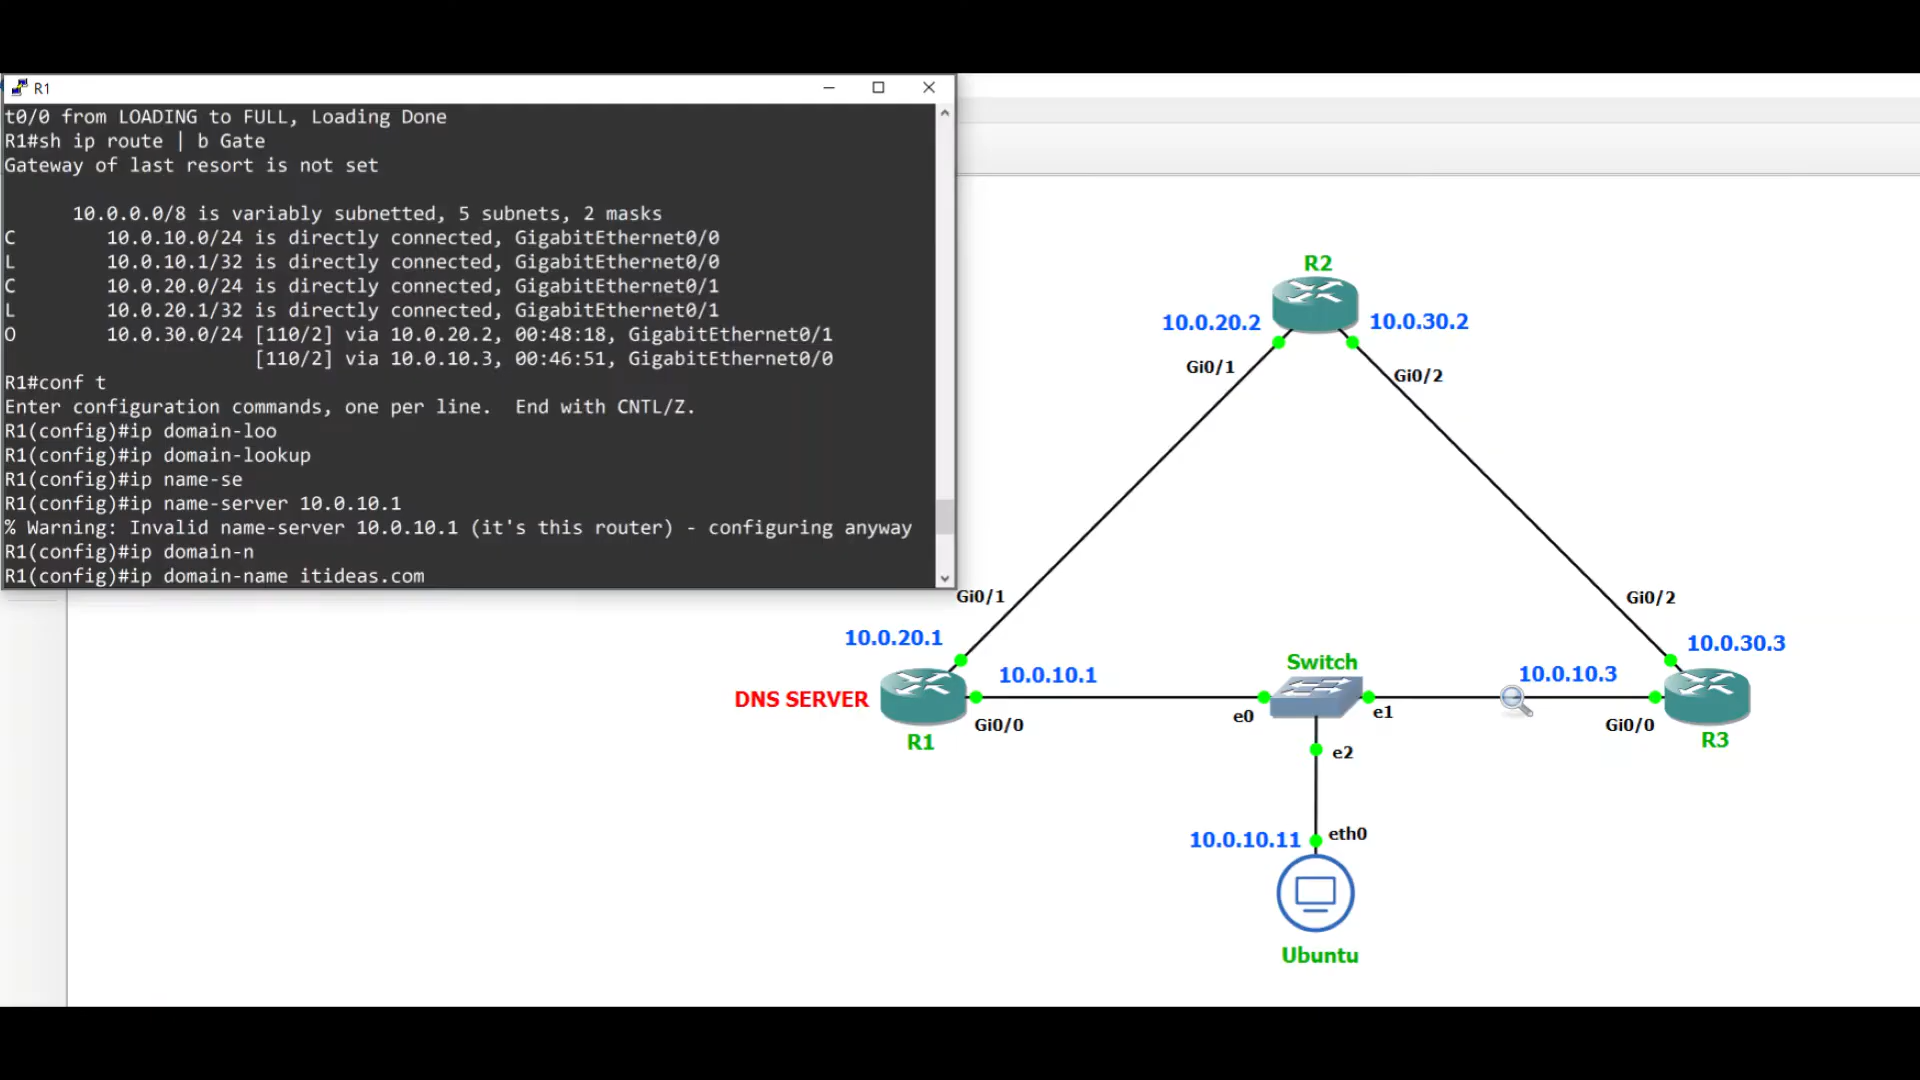 R1
t0/0 from LOADING to FULL, Loading Done
R1#sh ip route | b Gate
Gateway of last resort is not set
10.0.0.0/8 is variably subnetted, 5 subnets, 2 masks
C 10.0.10.0/24 is directly connected, GigabitEthernet0/0
L 10.0.10.1/32 is directly connected, GigabitEthernet0/0
C 10.0.20.0/24 is directly connected, GigabitEthernet0/1
L 10.0.20.1/32 is directly connected, GigabitEthernet0/1
O 10.0.30.0/24 [110/2] via 10.0.20.2, 00:48:18, GigabitEthernet0/1
[110/2] via 10.0.10.3, 00:46:51, GigabitEthernet0/0
R1#conf t
Enter configuration commands, one per line.  End with CNTL/Z.
R1(config)#ip domain-loo
R1(config)#ip domain-lookup
R1(config)#ip name-se
R1(config)#ip name-server 10.0.10.1
% Warning: Invalid name-server 10.0.10.1 (it's this router) - configuring anyway
R1(config)#ip domain-n
R1(config)#ip domain-name itideas.com
R2
10.0.20.2
10.0.30.2
Gi0/1
Gi0/2
Gi0/1
Gi0/2
10.0.20.1
10.0.30.3
Switch
10.0.10.1
10.0.10.3
DNS SERVER
e0
e1
Gi0/0
Gi0/0
R1
R3
e2
10.0.10.11
eth0
Ubuntu